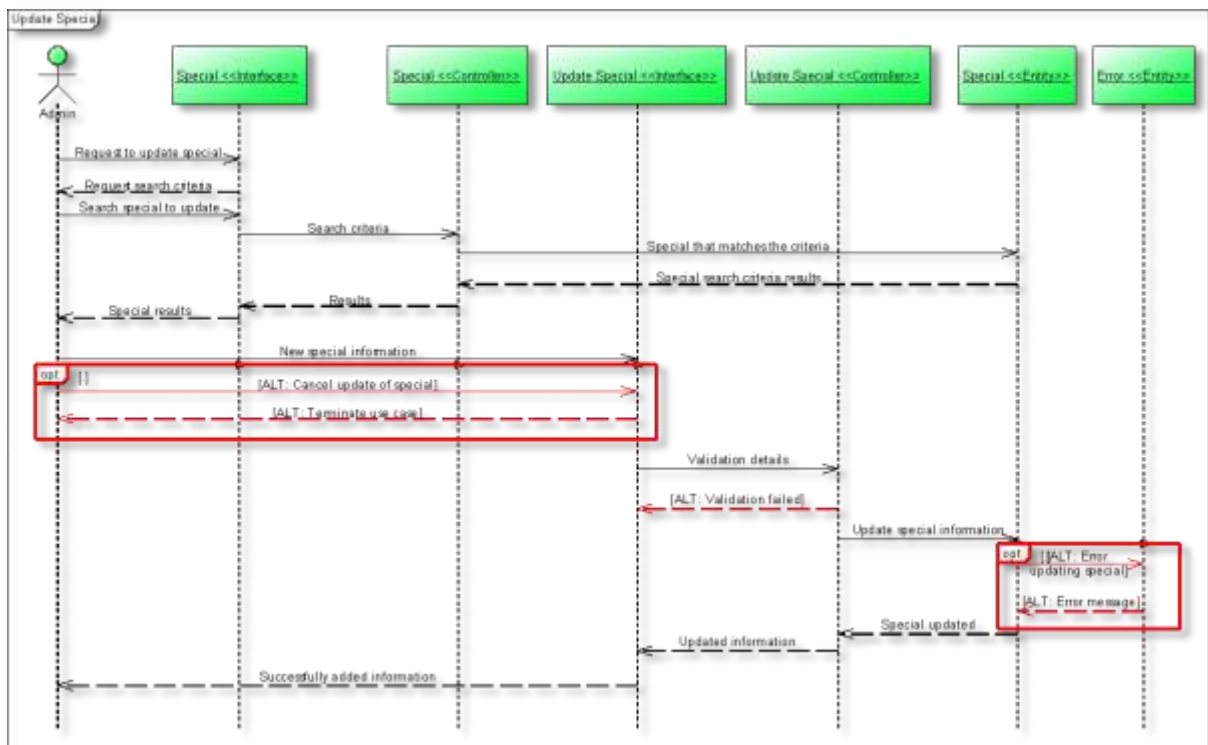 Update Special
Special <<Interface>>
Special <<Controller>>
Update Special <<Interface>>
Update Special <<Controller>>
Special <<Entity>>
Error <<Entity>>
Admin
Request to update special
Request search criteria
Search special to update
Search criteria
Special that matches the criteria
Special search criteria results
Results
Special results
New special information
opt
[ ]
[ALT: Cancel update of special]
[ALT: Terminate use case]
Validation details
[ALT: Validation failed]
Update special information
opt
[ ][ALT: Error
updating special]
[ALT: Error message]
Special updated
Updated information
Successfully added information